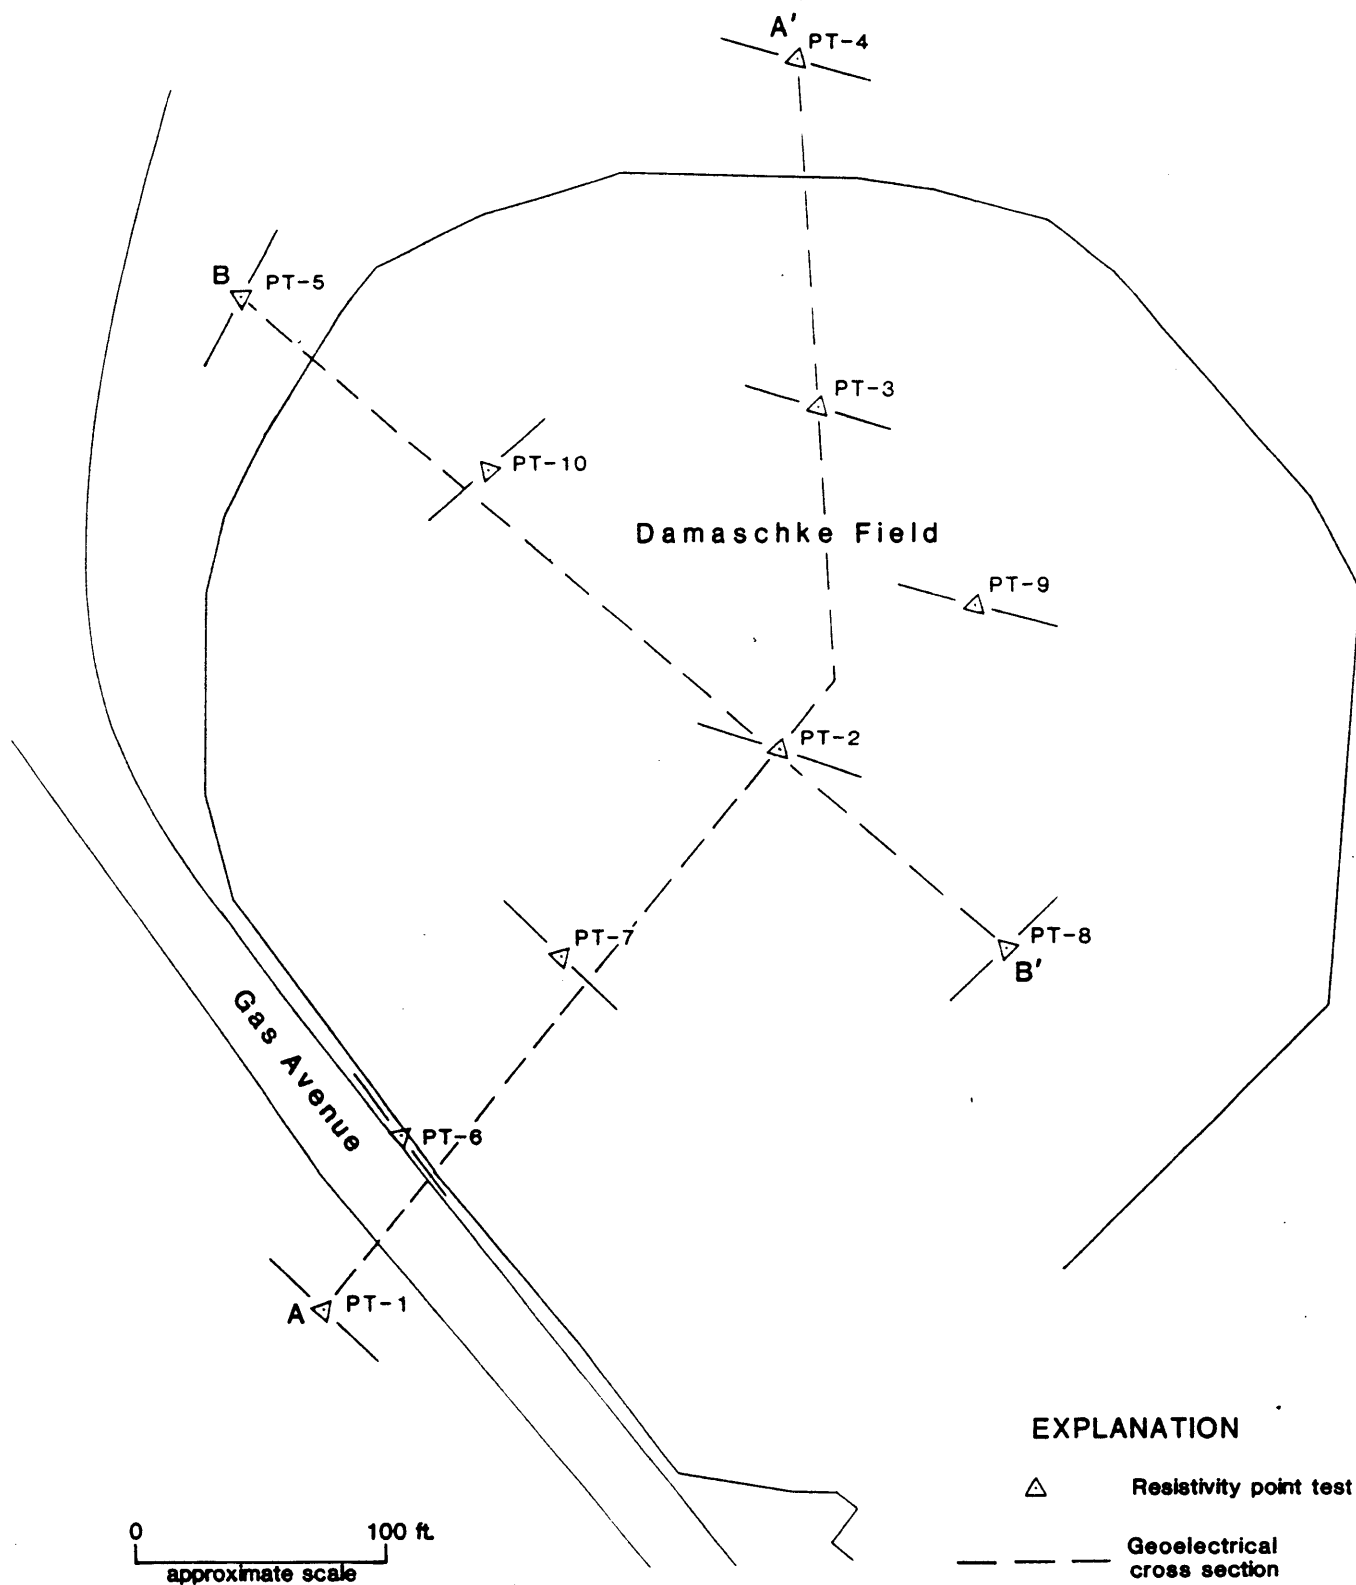 A'
PT-4
B
PT-5
PT-3
PT-10
Damaschke Field
PT-9
PT-2
PT-7
PT-8
B'
Gas Avenue
PT-6
A
PT-1
EXPLANATION
Resistivity point test
0 100 ft.
approximate scale
Geoelectrical
cross section